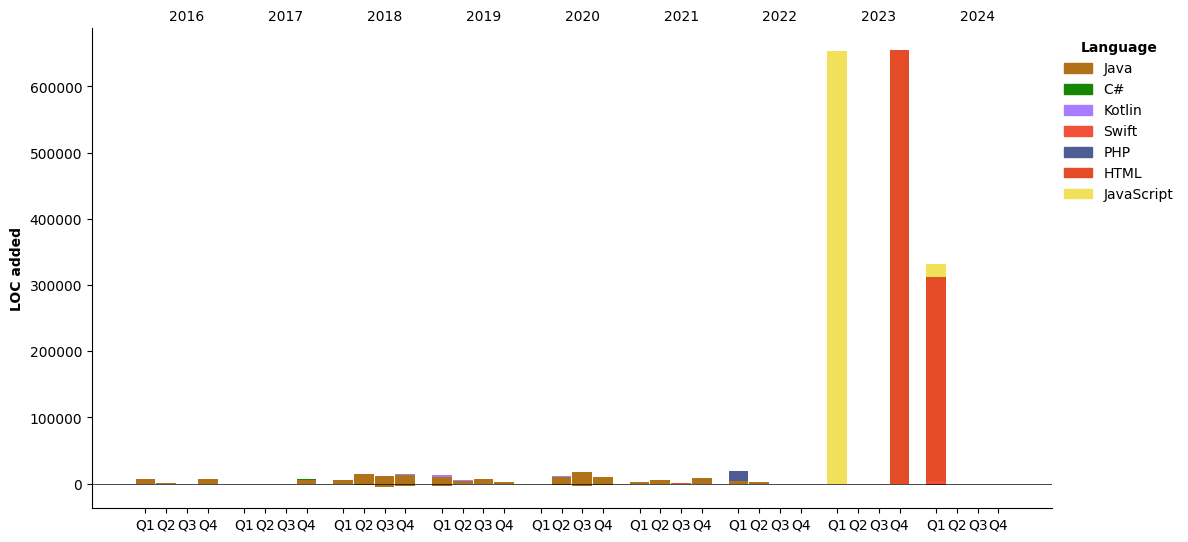 2016 2017 2018 2019 2020 2021 2022 2023 2024
Language
Java
C#
Kotlin
Swift
PHP
HTML
JavaScript
LOC added
600000
500000
400000
300000
200000
100000
0
Q1 Q2 Q3 Q4 Q1 Q2 Q3 Q4 Q1 Q2 Q3 Q4 Q1 Q2 Q3 Q4 Q1 Q2 Q3 Q4 Q1 Q2 Q3 Q4 Q1 Q2 Q3 Q4 Q1 Q2 Q3 Q4 Q1 Q2 Q3 Q4